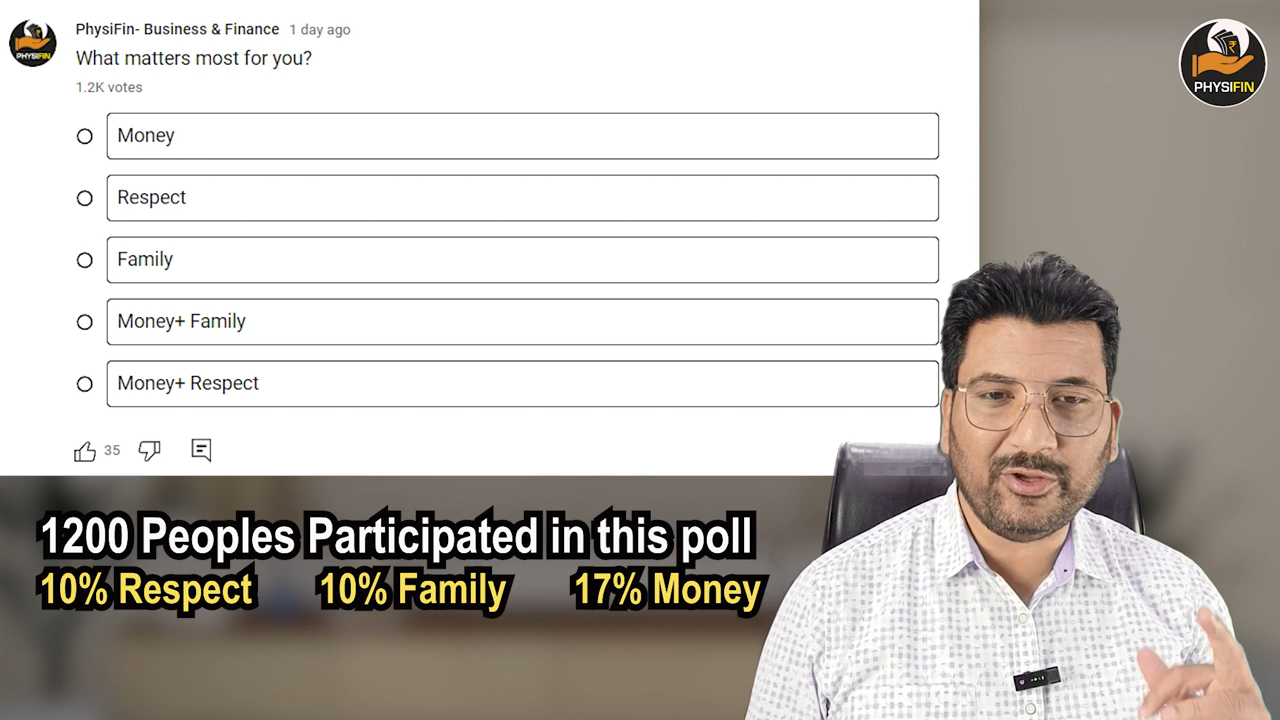 PhysiFin- Business & Finance 1 day ago
What matters most for you?
1.2K votes
Money
Respect
Family
Money+ Family
Money+ Respect
35
1200 Peoples Participated in this poll
10% Respect 10% Family 17% Money
PHYSIFIN
PHYSIFIN